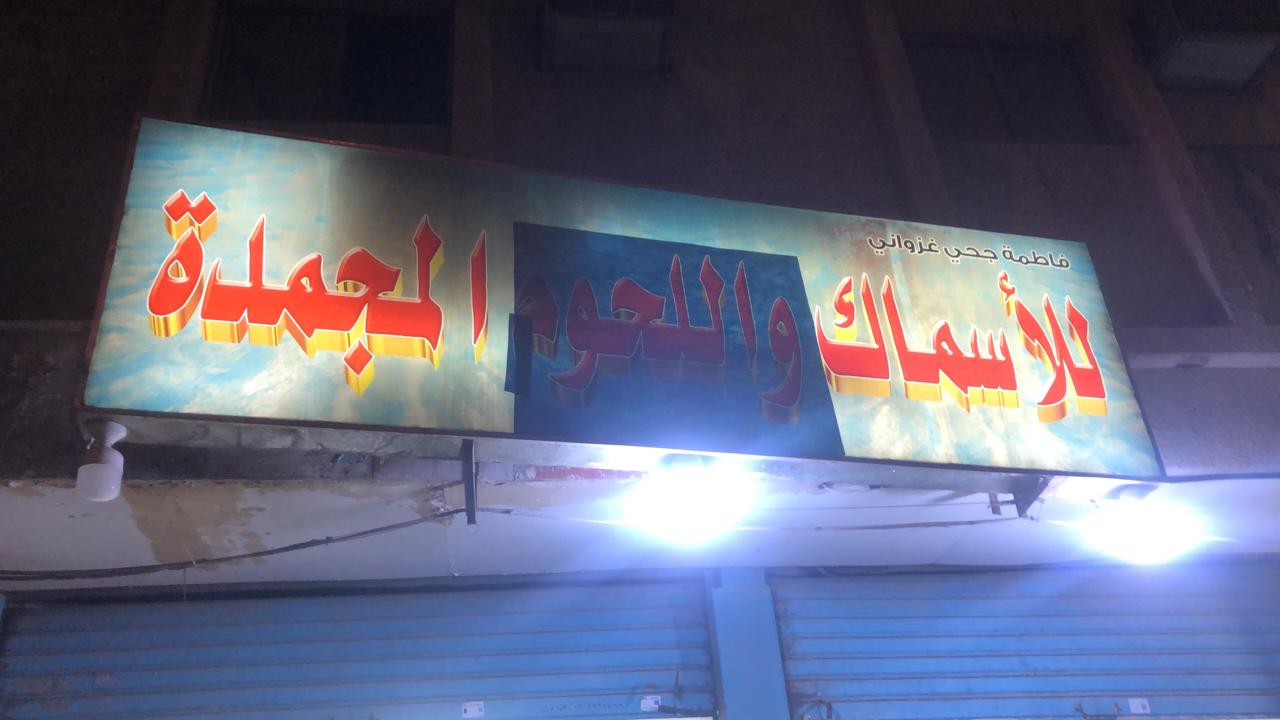 فاطمة جحي غزواني
للأسماك واللحوم المجمدة